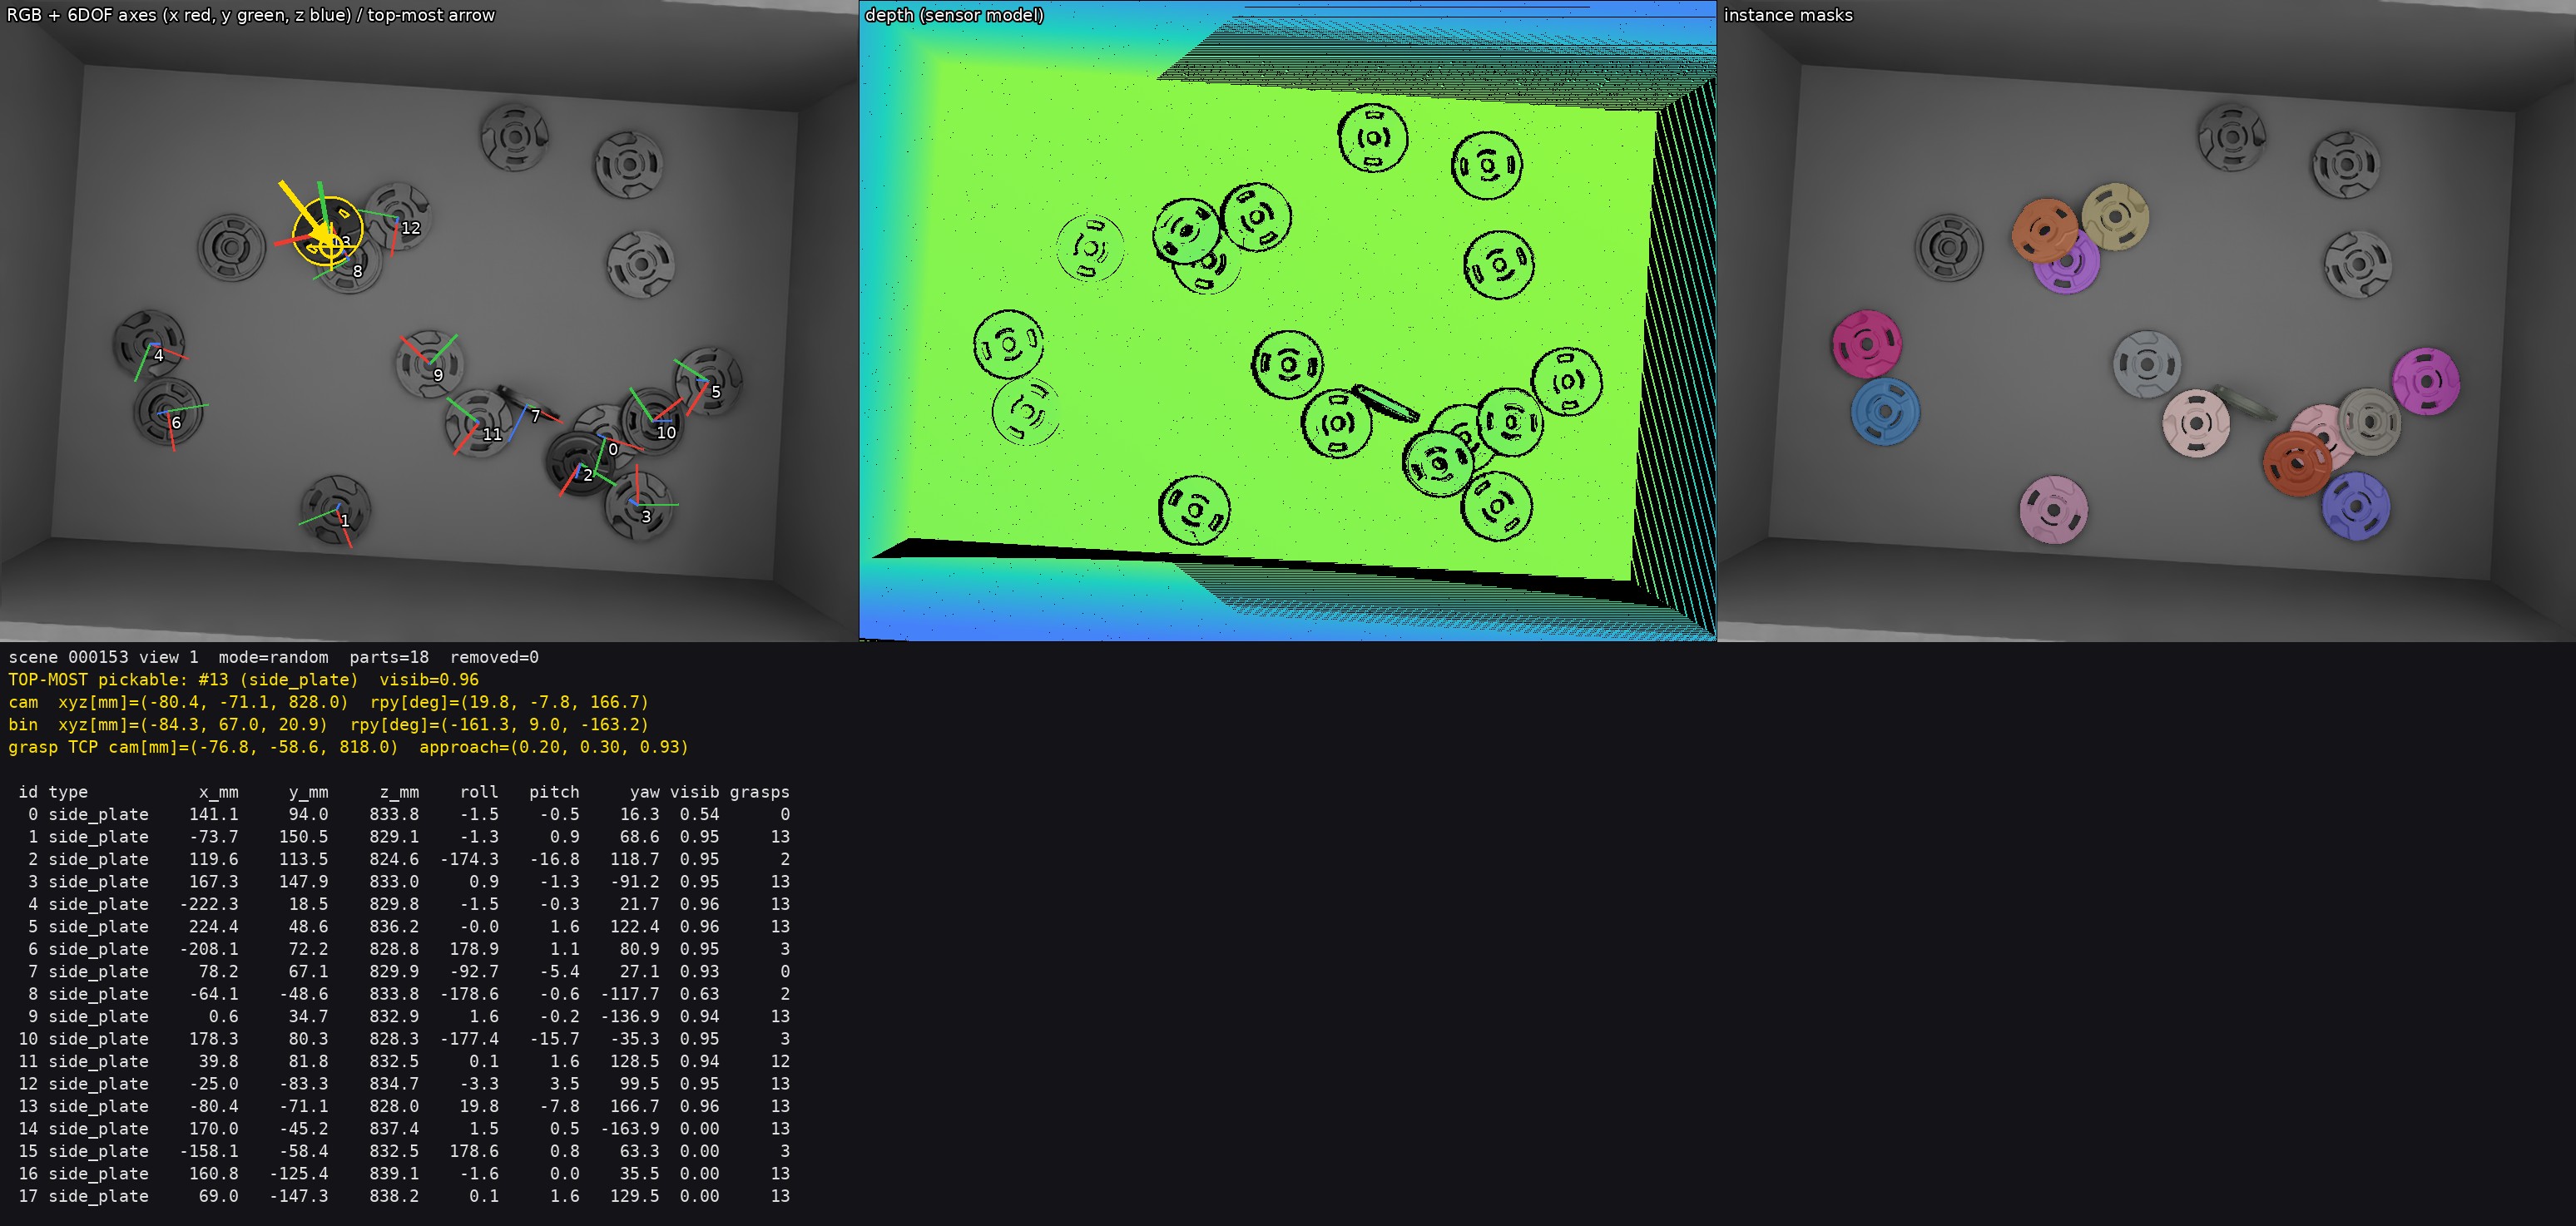 RGB + 6DOF axes (x red, y green, z blue) / top-most arrow
depth (sensor model)
instance masks
12
13
8
4
6
9
11
7
5
10
0
2
3
1
scene 000153 view 1  mode=random  parts=18  removed=0
TOP-MOST pickable: #13 (side_plate)  visib=0.96
cam  xyz[mm]=(-80.4, -71.1, 828.0)  rpy[deg]=(19.8, -7.8, 166.7)
bin  xyz[mm]=(-84.3, 67.0, 20.9)  rpy[deg]=(-161.3, 9.0, -163.2)
grasp TCP cam[mm]=(-76.8, -58.6, 818.0)  approach=(0.20, 0.30, 0.93)
id type x_mm y_mm z_mm roll pitch yaw visib grasps
0 side_plate 141.1 94.0 833.8 -1.5 -0.5 16.3 0.54 0
1 side_plate -73.7 150.5 829.1 -1.3 0.9 68.6 0.95 13
2 side_plate 119.6 113.5 824.6 -174.3 -16.8 118.7 0.95 2
3 side_plate 167.3 147.9 833.0 0.9 -1.3 -91.2 0.95 13
4 side_plate -222.3 18.5 829.8 -1.5 -0.3 21.7 0.96 13
5 side_plate 224.4 48.6 836.2 -0.0 1.6 122.4 0.96 13
6 side_plate -208.1 72.2 828.8 178.9 1.1 80.9 0.95 3
7 side_plate 78.2 67.1 829.9 -92.7 -5.4 27.1 0.93 0
8 side_plate -64.1 -48.6 833.8 -178.6 -0.6 -117.7 0.63 2
9 side_plate 0.6 34.7 832.9 1.6 -0.2 -136.9 0.94 13
10 side_plate 178.3 80.3 828.3 -177.4 -15.7 -35.3 0.95 3
11 side_plate 39.8 81.8 832.5 0.1 1.6 128.5 0.94 12
12 side_plate -25.0 -83.3 834.7 -3.3 3.5 99.5 0.95 13
13 side_plate -80.4 -71.1 828.0 19.8 -7.8 166.7 0.96 13
14 side_plate 170.0 -45.2 837.4 1.5 0.5 -163.9 0.00 13
15 side_plate -158.1 -58.4 832.5 178.6 0.8 63.3 0.00 3
16 side_plate 160.8 -125.4 839.1 -1.6 0.0 35.5 0.00 13
17 side_plate 69.0 -147.3 838.2 0.1 1.6 129.5 0.00 13